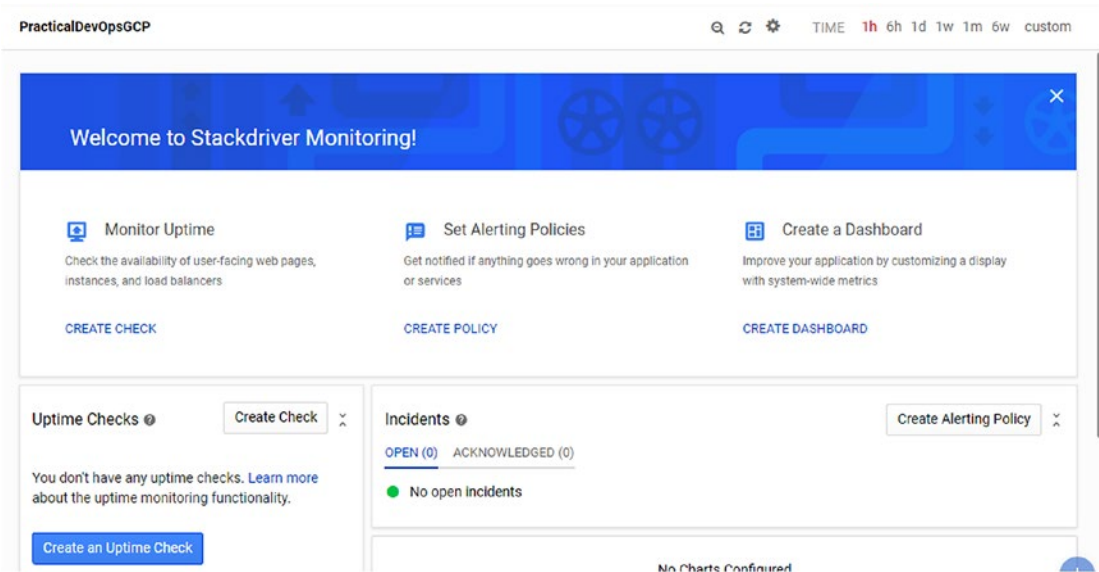 PracticalDevOpsGCP
TIME 1h 6h 1d 1w 1m 6w custom
Welcome to Stackdriver Monitoring!
Monitor Uptime
Check the availability of user-facing web pages,
instances, and load balancers
CREATE CHECK
Set Alerting Policies
Get notified if anything goes wrong in your application
or services
CREATE POLICY
Create a Dashboard
Improve your application by customizing a display
with system-wide metrics
CREATE DASHBOARD
Uptime Checks
Create Check
You don't have any uptime checks. Learn more
about the uptime monitoring functionality.
Create an Uptime Check
Incidents
Create Alerting Policy
OPEN (0) ACKNOWLEDGED (0)
No open incidents
No Charts Configured